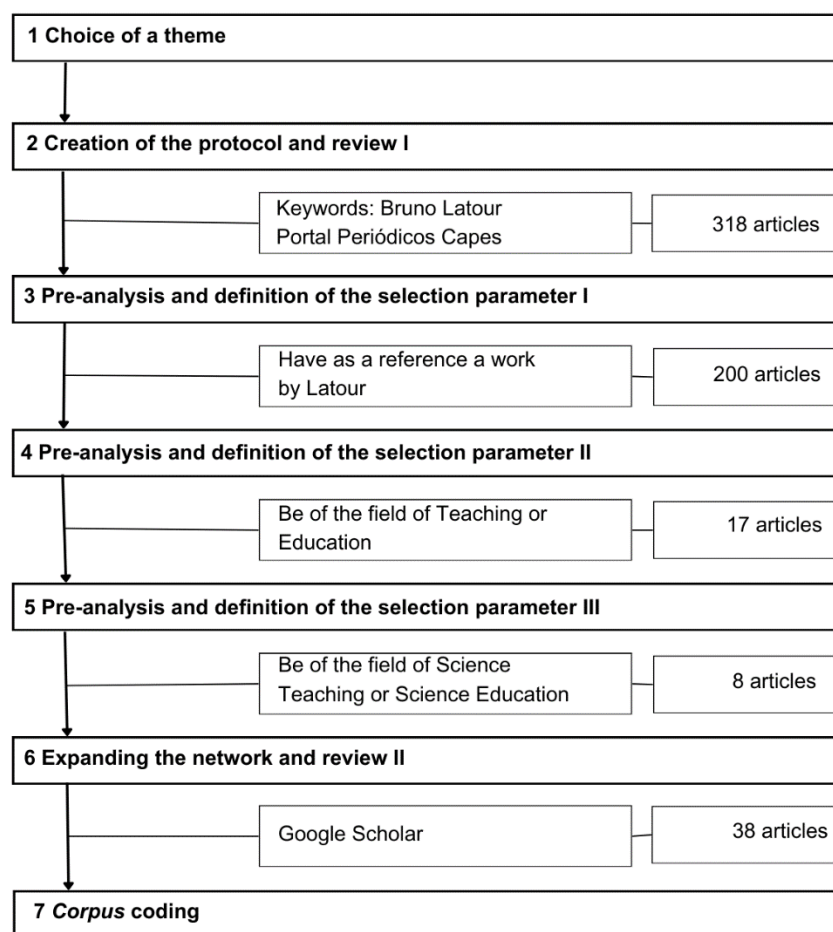 1 Choice of a theme
2 Creation of the protocol and review I
Keywords: Bruno Latour
Portal Periódicos Capes
318 articles
3 Pre-analysis and definition of the selection parameter I
Have as a reference a work
by Latour
200 articles
4 Pre-analysis and definition of the selection parameter II
Be of the field of Teaching or
Education
17 articles
5 Pre-analysis and definition of the selection parameter III
Be of the field of Science
Teaching or Science Education
8 articles
6 Expanding the network and review II
Google Scholar
38 articles
7 Corpus coding